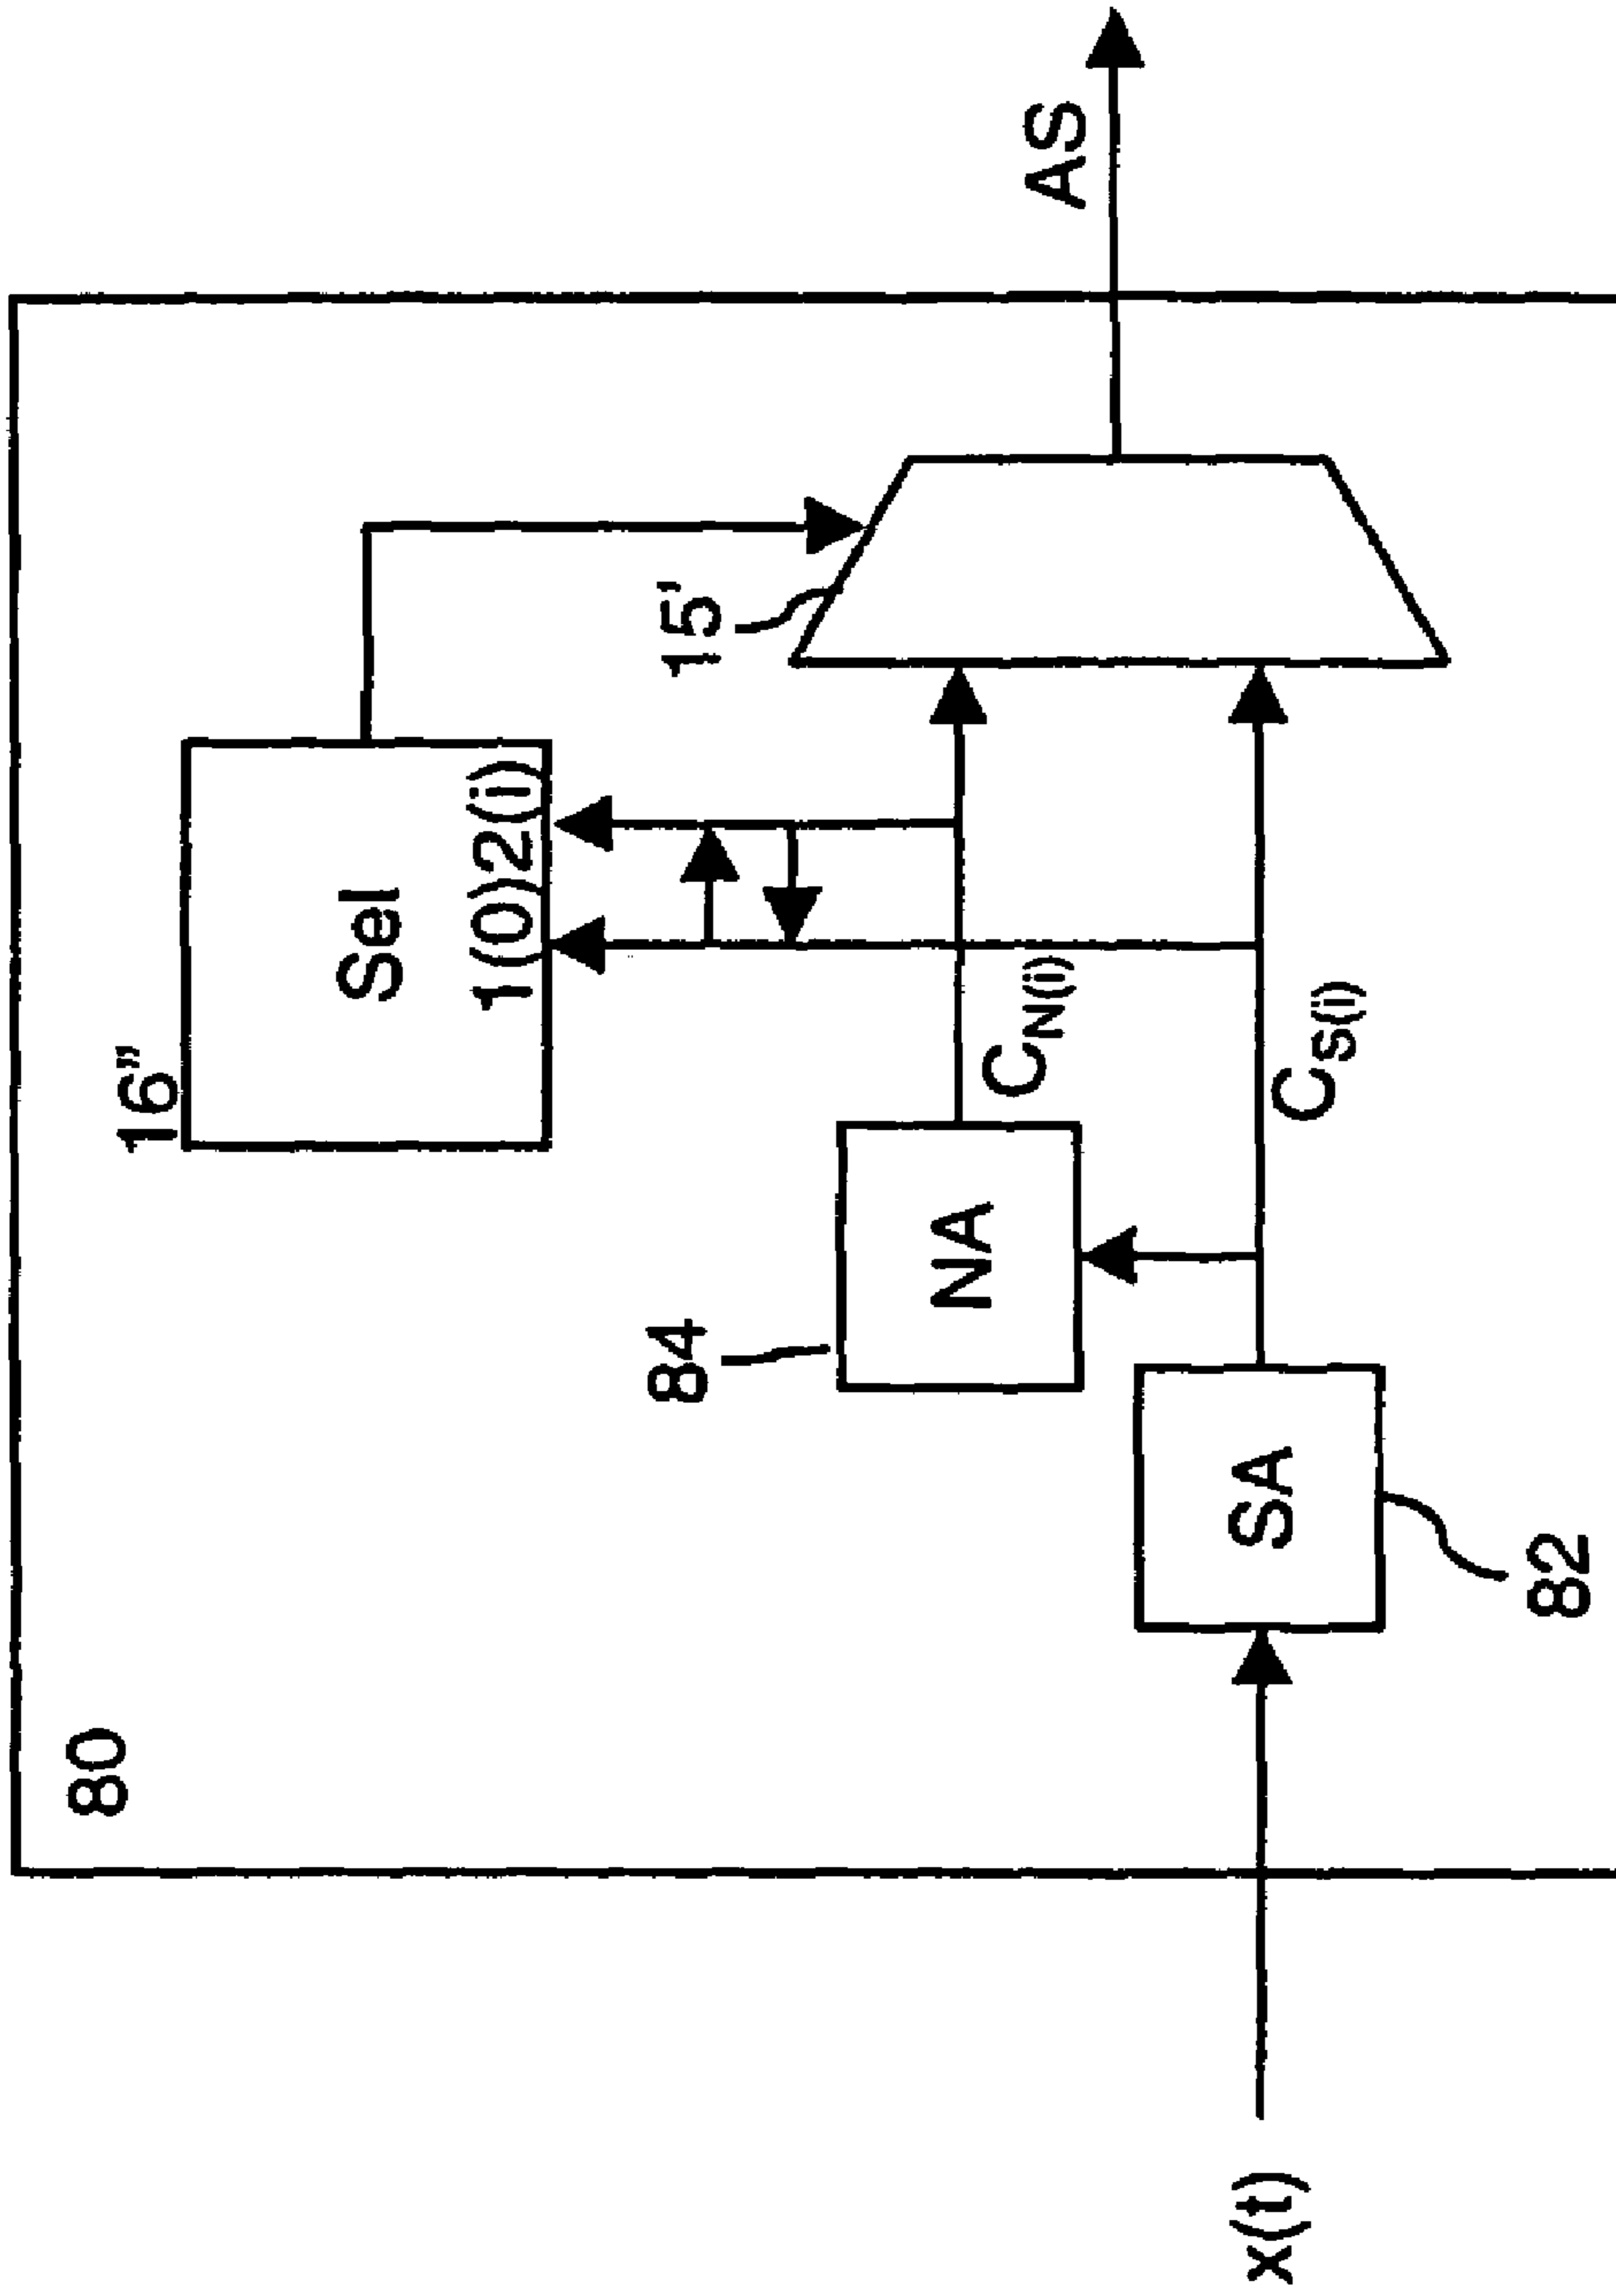 80
16”
Sel
1(0)2(i)
15'
AS
84
NA
C_N(i)
SA
C_S(i)
x(t)
82